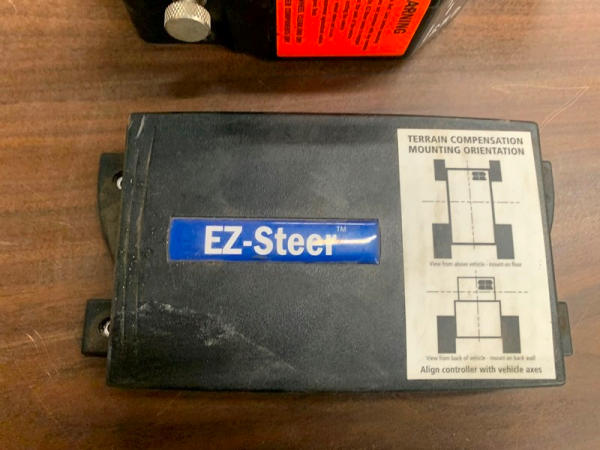 WARNING
EZ-Steer™
TERRAIN COMPENSATION
MOUNTING ORIENTATION
View from above vehicle - mount on floor
View from back of vehicle - mount on back wall
Align controller with vehicle axes